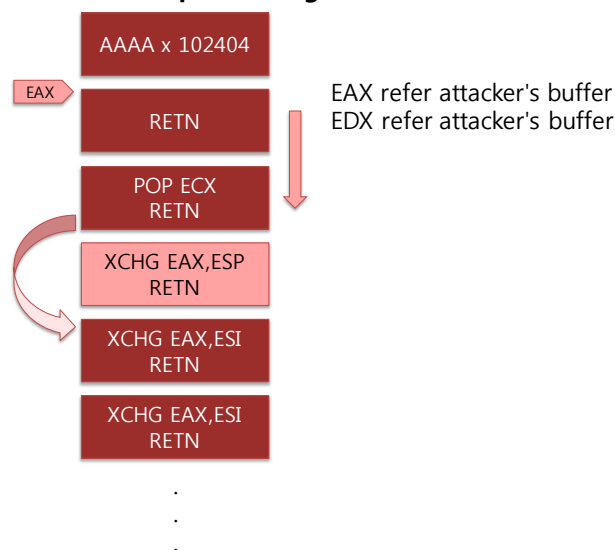 AAAA x 102404
EAX
RETN
EAX refer attacker's buffer
EDX refer attacker's buffer
POP ECX
RETN
XCHG EAX,ESP
RETN
XCHG EAX,ESI
RETN
XCHG EAX,ESI
RETN
.
.
.